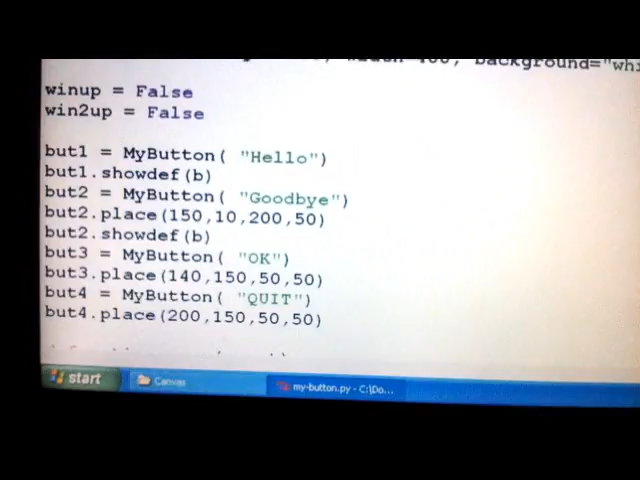 background="whi
winup = False
win2up = False
but1 = MyButton( "Hello")
but1.showdef(b)
but2 = MyButton( "Goodbye")
but2.place(150,10,200,50)
but2.showdef(b)
but3 = MyButton( "OK")
but3.place(140,150,50,50)
but4 = MyButton( "QUIT")
but4.place(200,150,50,50)
start
Canvas
my-button.py - C:\Do...